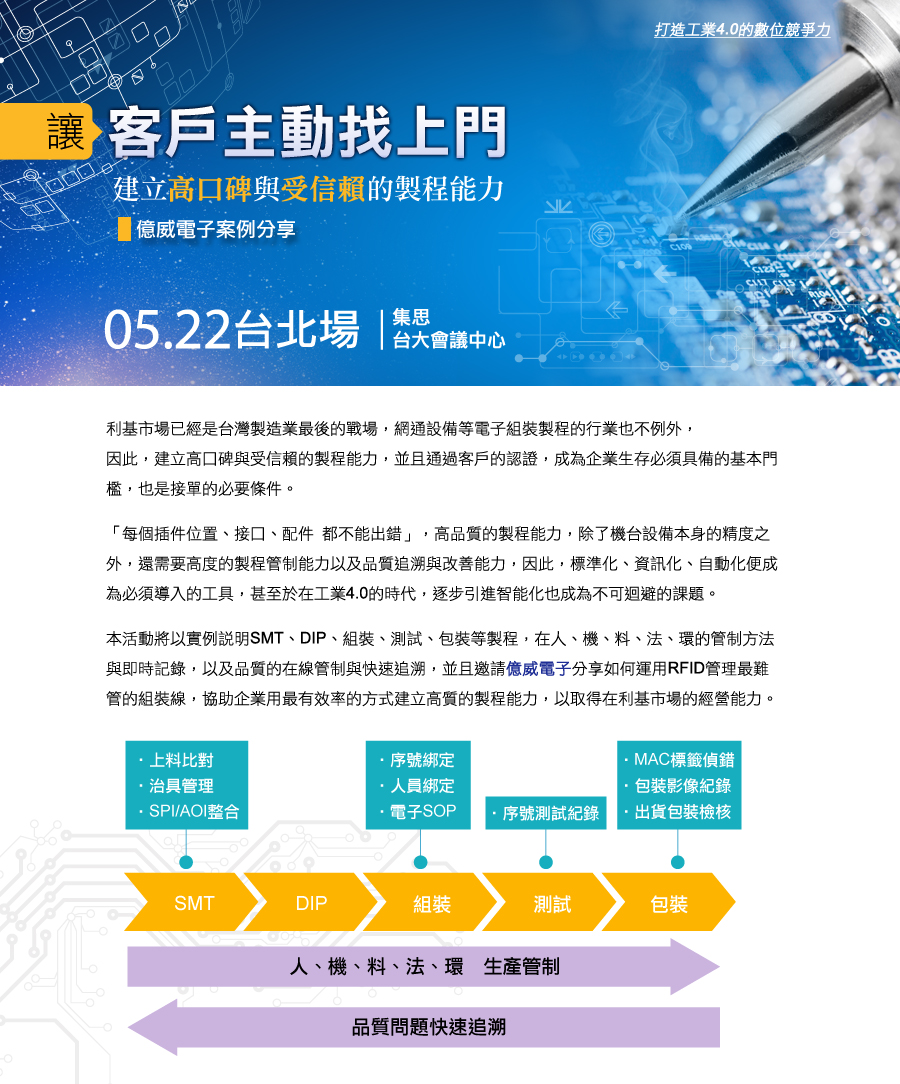 打造工業4.0的數位競爭力
讓 客戶主動找上門
建立高口碑與受信賴的製程能力
億威電子案例分享
05.22台北場
集思
台大會議中心
利基市場已經是台灣製造業最後的戰場,網通設備等電子組裝製程的行業也不例外,
因此,建立高口碑與受信賴的製程能力,並且通過客戶的認證,成為企業生存必須具備的基本門
檻,也是接單的必要條件。
「每個插件位置、接口、配件 都不能出錯」,高品質的製程能力,除了機台設備本身的精度之
外,還需要高度的製程管制能力以及品質追溯與改善能力,因此,標準化、資訊化、自動化便成
為必須導入的工具,甚至於在工業4.0的時代,逐步引進智能化也成為不可迴避的課題。
本活動將以實例說明SMT、DIP、組裝、測試、包裝等製程,在人、機、料、法、環的管制方法
與即時記錄,以及品質的在線管制與快速追溯,並且邀請億威電子分享如何運用RFID管理最難
管的組裝線,協助企業用最有效率的方式建立高質的製程能力,以取得在利基市場的經營能力。
·上料比對
·治具管理
·SPI/AOI整合
·序號綁定
·人員綁定
·電子SOP
·序號測試紀錄
·MAC標籤偵錯
·包裝影像紀錄
·出貨包裝檢核
SMT
DIP
組裝
測試
包裝
人、機、料、法、環 生產管制
品質問題快速追溯